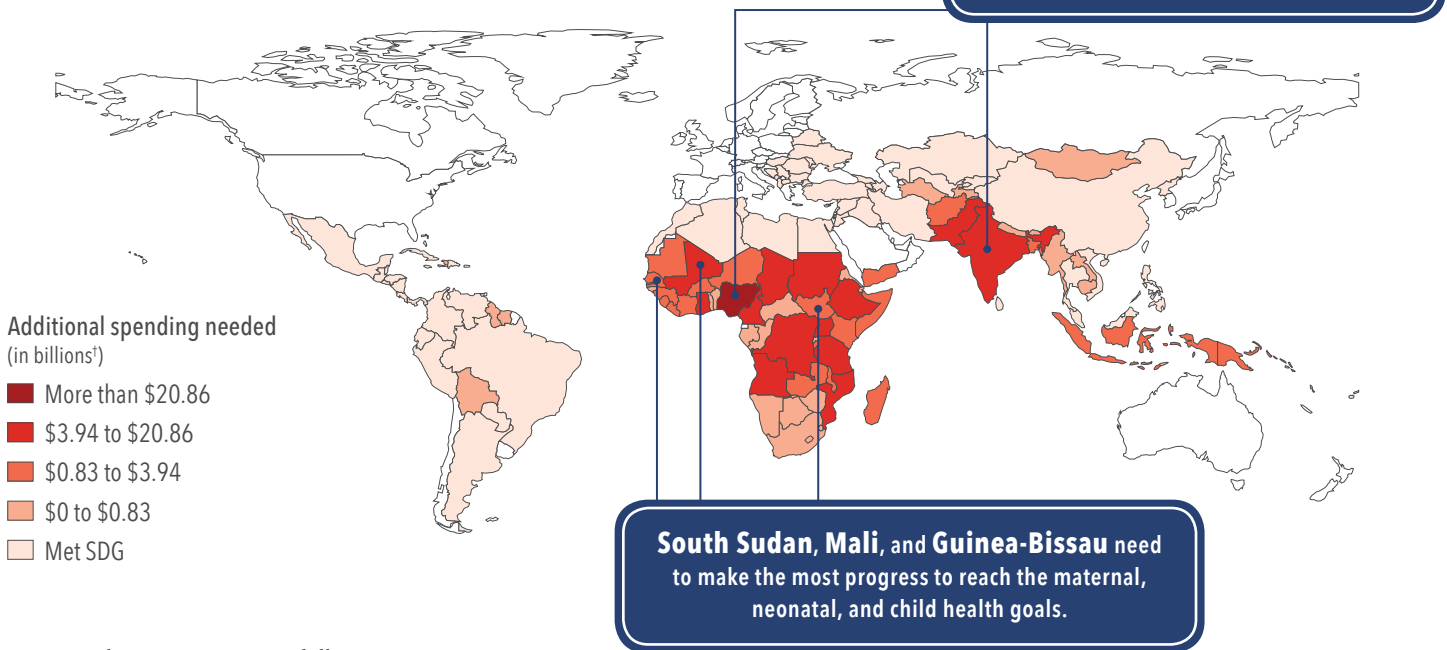 Additional spending needed
(in billions†)
More than $20.86
$3.94 to $20.86
$0.83 to $3.94
$0 to $0.83
Met SDG
South Sudan, Mali, and Guinea-Bissau need
to make the most progress to reach the maternal,
neonatal, and child health goals.